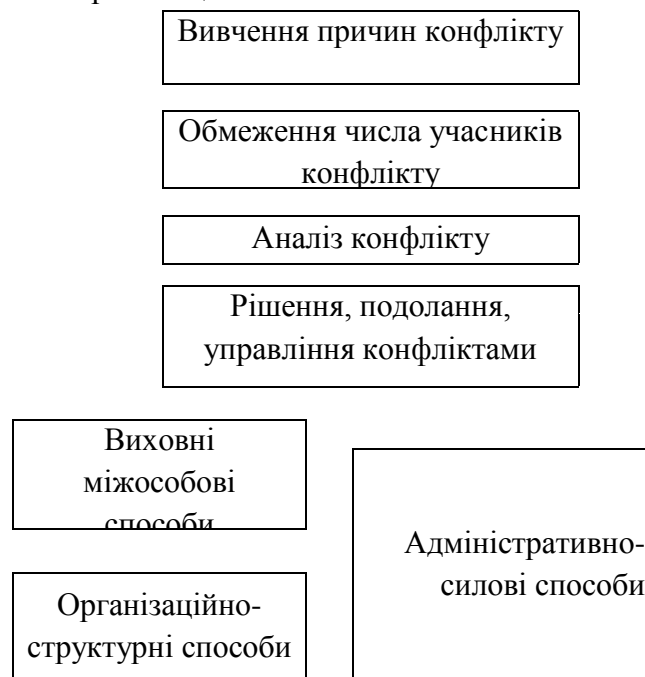 Вивчення причин конфлікту
Обмеження числа учасників
конфлікту
Аналіз конфлікту
Рішення, подолання,
управління конфліктами
Виховні
міжособові
способи
Адміністративно-
силові способи
Організаційно-
структурні способи